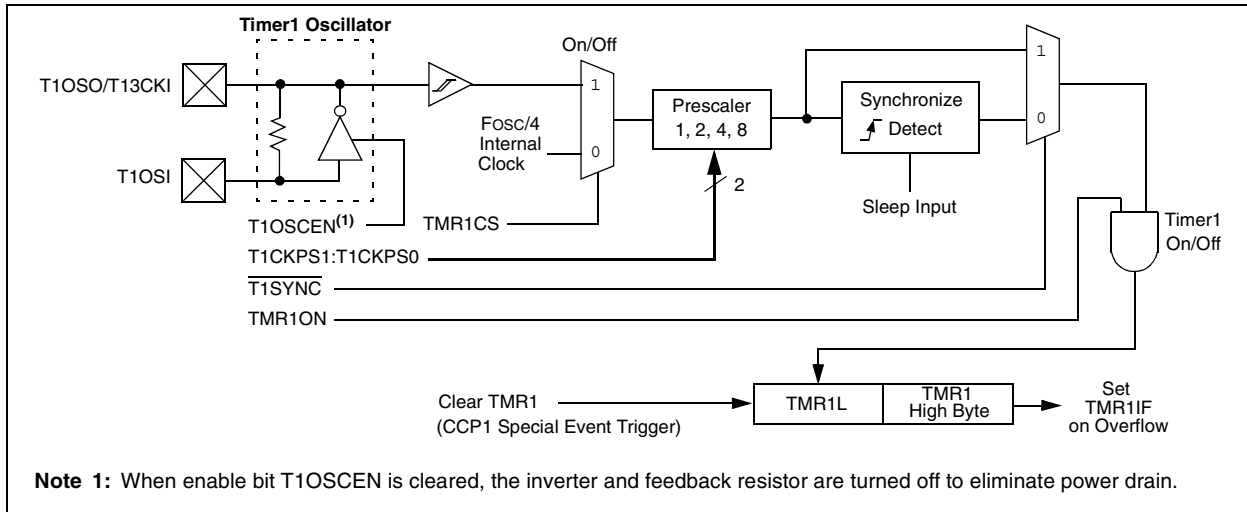 Timer1 Oscillator
On/Off
T1OSO/T13CKI
1
FOSC/4
Internal
Clock
0
Prescaler
1, 2, 4, 8
Synchronize
Detect
1
0
T1OSI
2
Sleep Input
T1OSCEN(1)
TMR1CS
Timer1
On/Off
T1CKPS1:T1CKPS0
T1SYNC
TMR1ON
Clear TMR1
(CCP1 Special Event Trigger)
TMR1L
TMR1
High Byte
Set
TMR1IF
on Overflow
Note 1: When enable bit T1OSCEN is cleared, the inverter and feedback resistor are turned off to eliminate power drain.